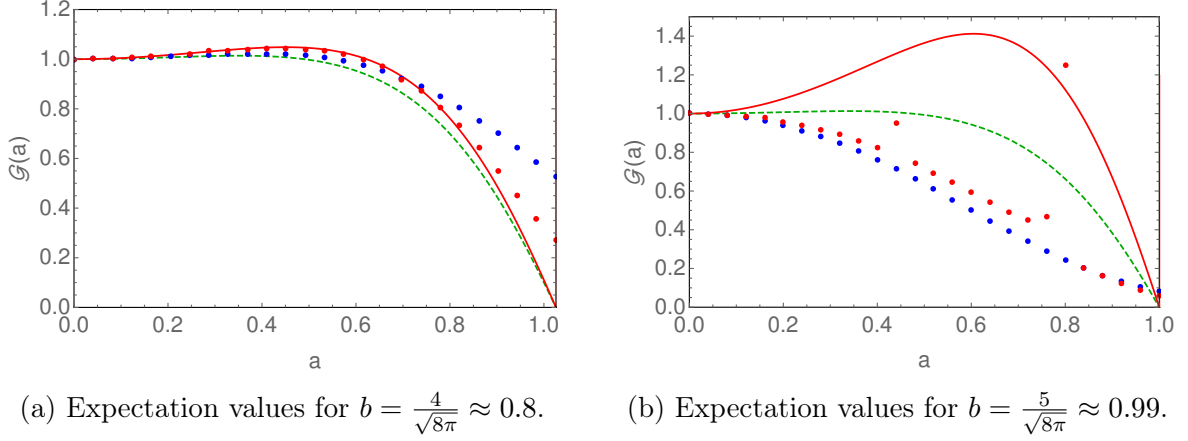 1.2
1.0
0.8
0.6
0.4
0.2
0.0
𝒢(a)
0.0 0.2 0.4 0.6 0.8 1.0
a
1.4
1.2
1.0
0.8
0.6
0.4
0.2
0.0
𝒢(a)
0.0 0.2 0.4 0.6 0.8 1.0
a
(a) Expectation values for b = 4/√8π ≈ 0.8.
(b) Expectation values for b = 5/√8π ≈ 0.99.